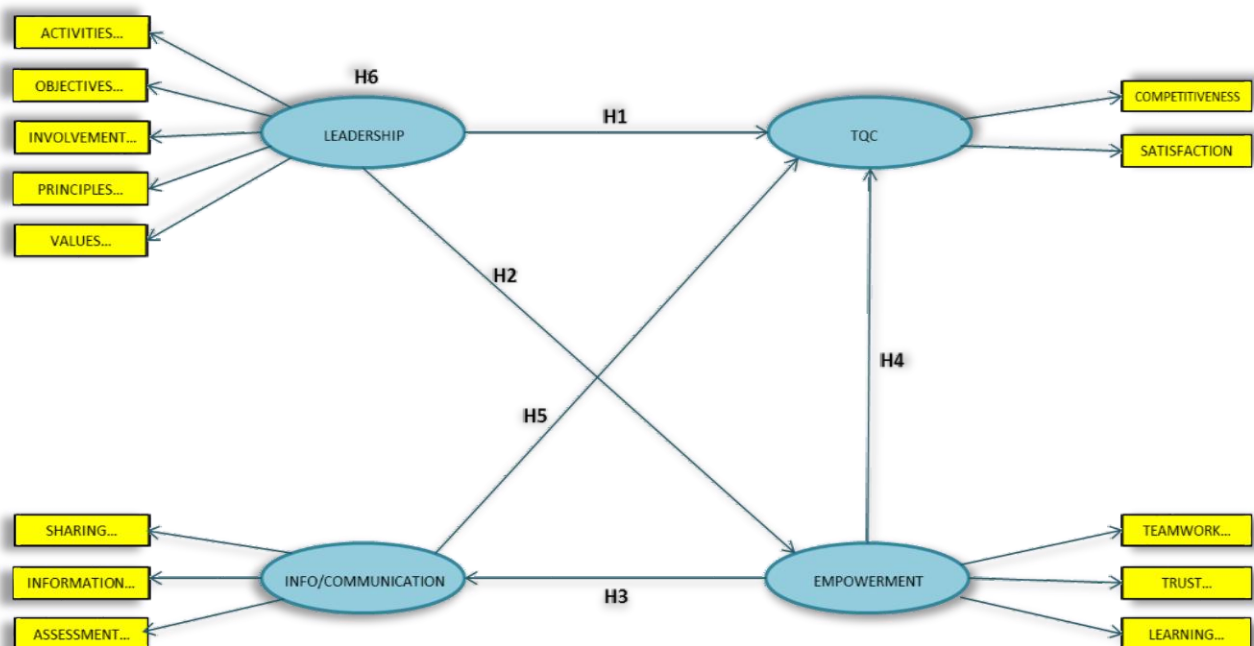 ACTIVITIES...
OBJECTIVES...
INVOLVEMENT...
PRINCIPLES...
VALUES...
H6
LEADERSHIP
H1
TQC
COMPETITIVENESS
SATISFACTION
H2
H4
H5
SHARING...
INFORMATION...
ASSESSMENT...
INFO/COMMUNICATION
H3
EMPOWERMENT
TEAMWORK...
TRUST...
LEARNING...